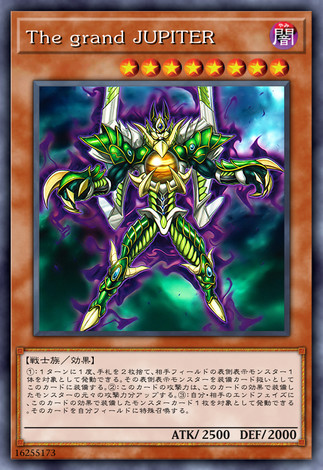 The grand JUPITER
やみ
闇
【戦士族／効果】
①:1ターンに1度、手札を2枚捨て、相手フィールドの表側表示モンスター1
体を対象として発動できる。その表側表示モンスターを装備カード扱いとして
このカードに装備する。②:このカードの攻撃力は、このカードの効果で装備し
たモンスターの元々の攻撃力分アップする。③:自分・相手のエンドフェイズに
、このカードの効果で装備したモンスターカード1枚を対象として発動できる。
そのカードを自分フィールドに特殊召喚する。
ATK/ 2500 DEF/2000
16255173